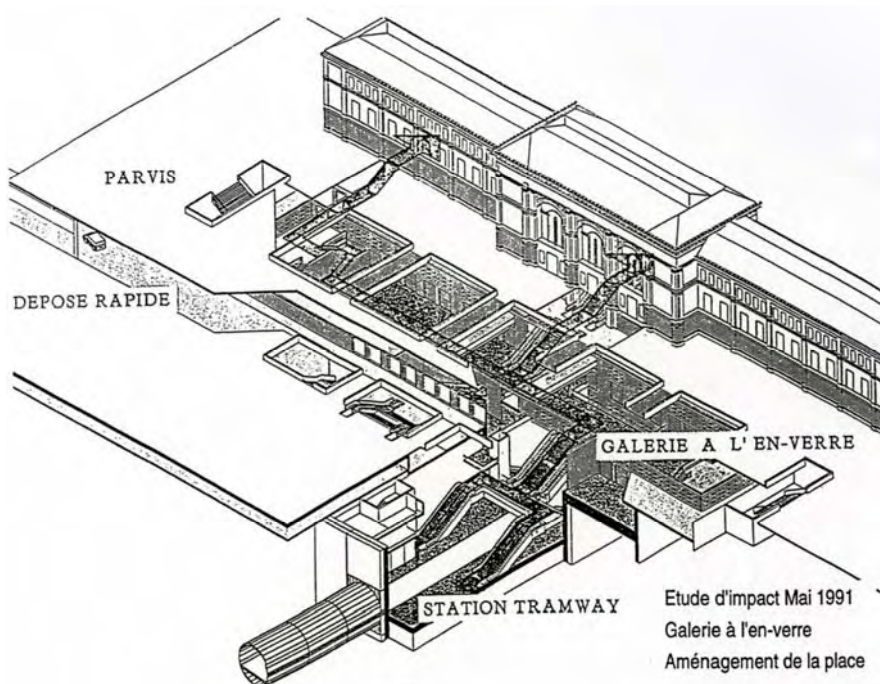 PARVIS
DEPOSE RAPIDE
GALERIE A L'EN-VERRE
STATION TRAMWAY
Etude d'impact Mai 1991
Galerie à l'en-verre
Aménagement de la place